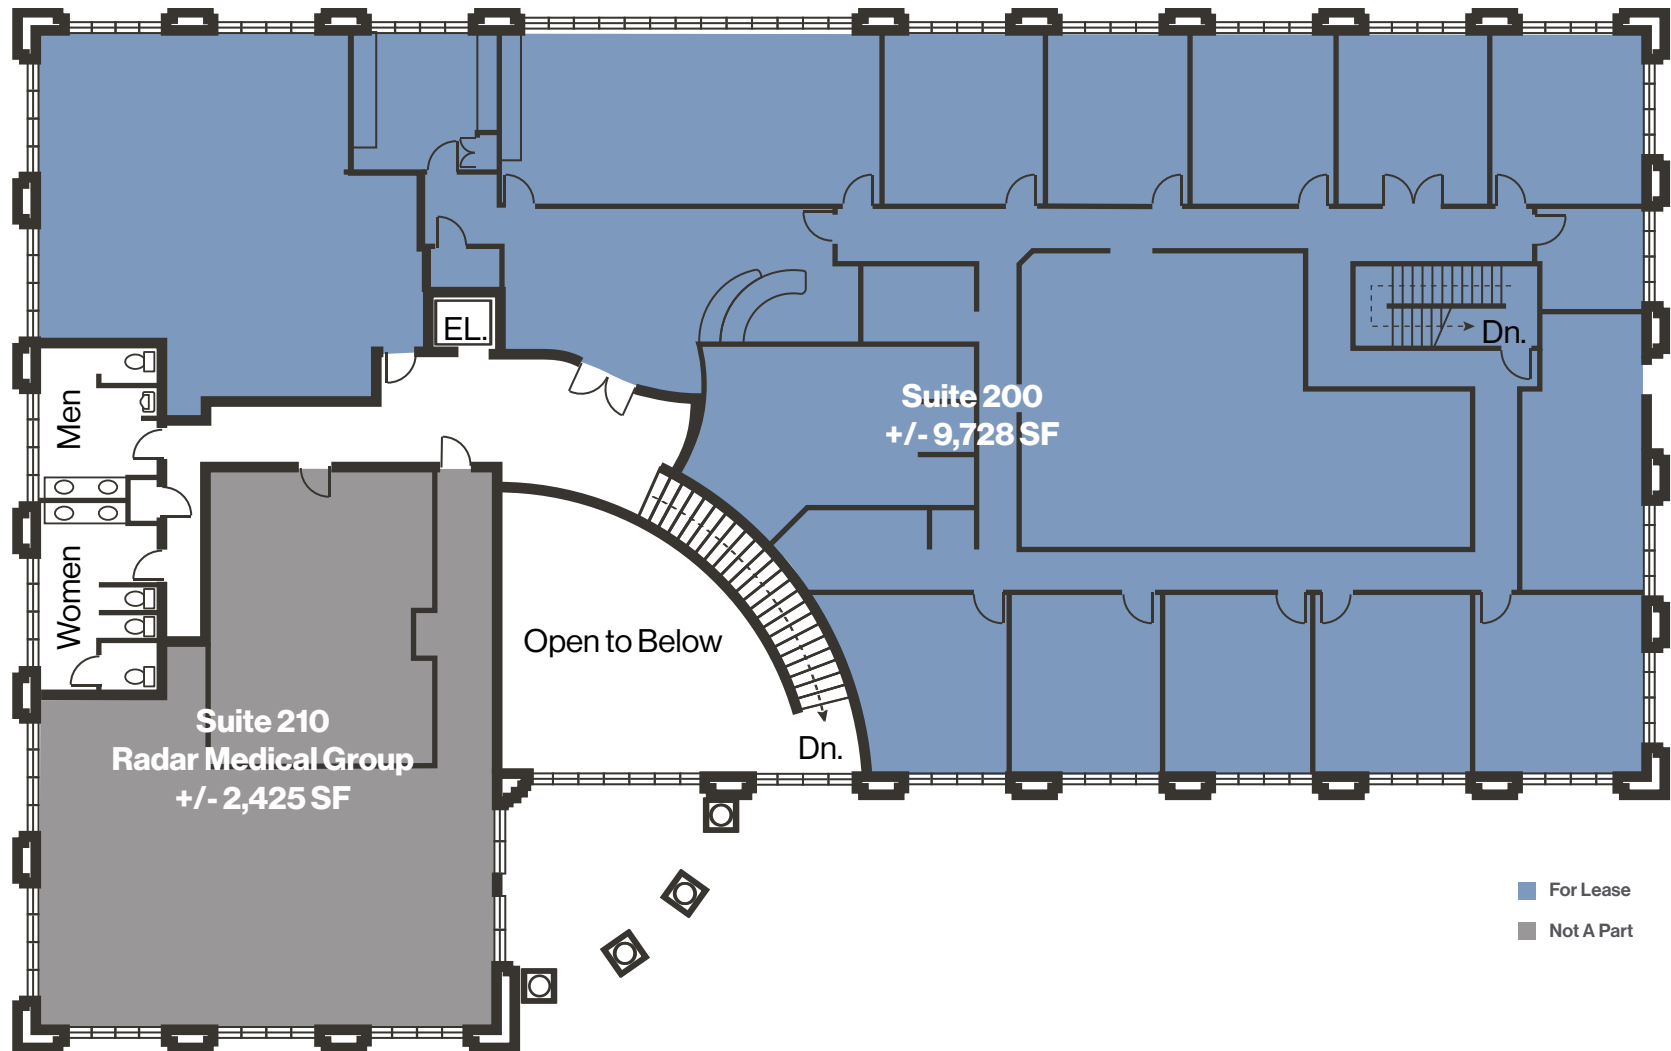 EL.
Dn.
Men
Suite 200
+/- 9,728 SF
Women
Open to Below
Suite 210
Radar Medical Group
+/- 2,425 SF
Dn.
For Lease
Not A Part